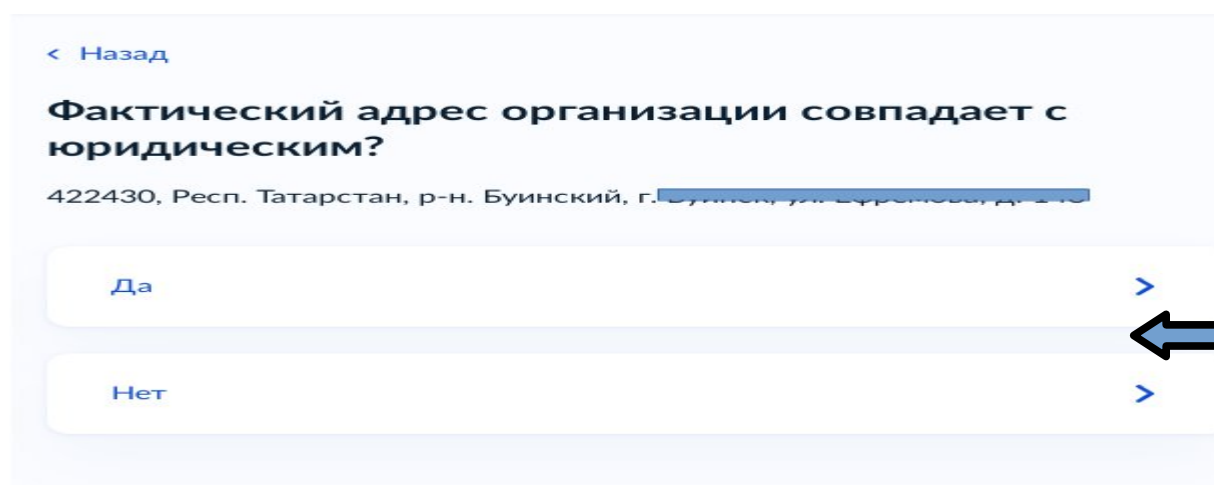 < Назад
Фактический адрес организации совпадает с
юридическим?
422430, Респ. Татарстан, р-н. Буинский, г.
Да >
Нет >